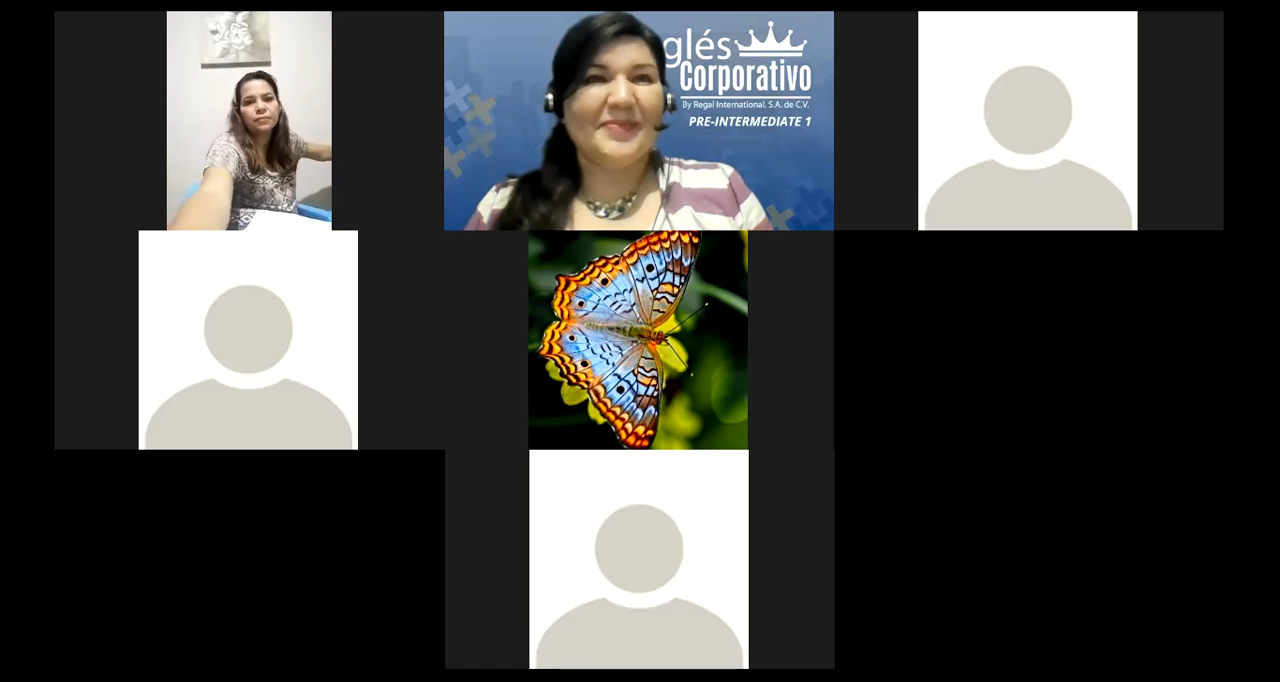 glés
Corporativo
By Regal International, S.A. de C.V.
PRE-INTERMEDIATE 1